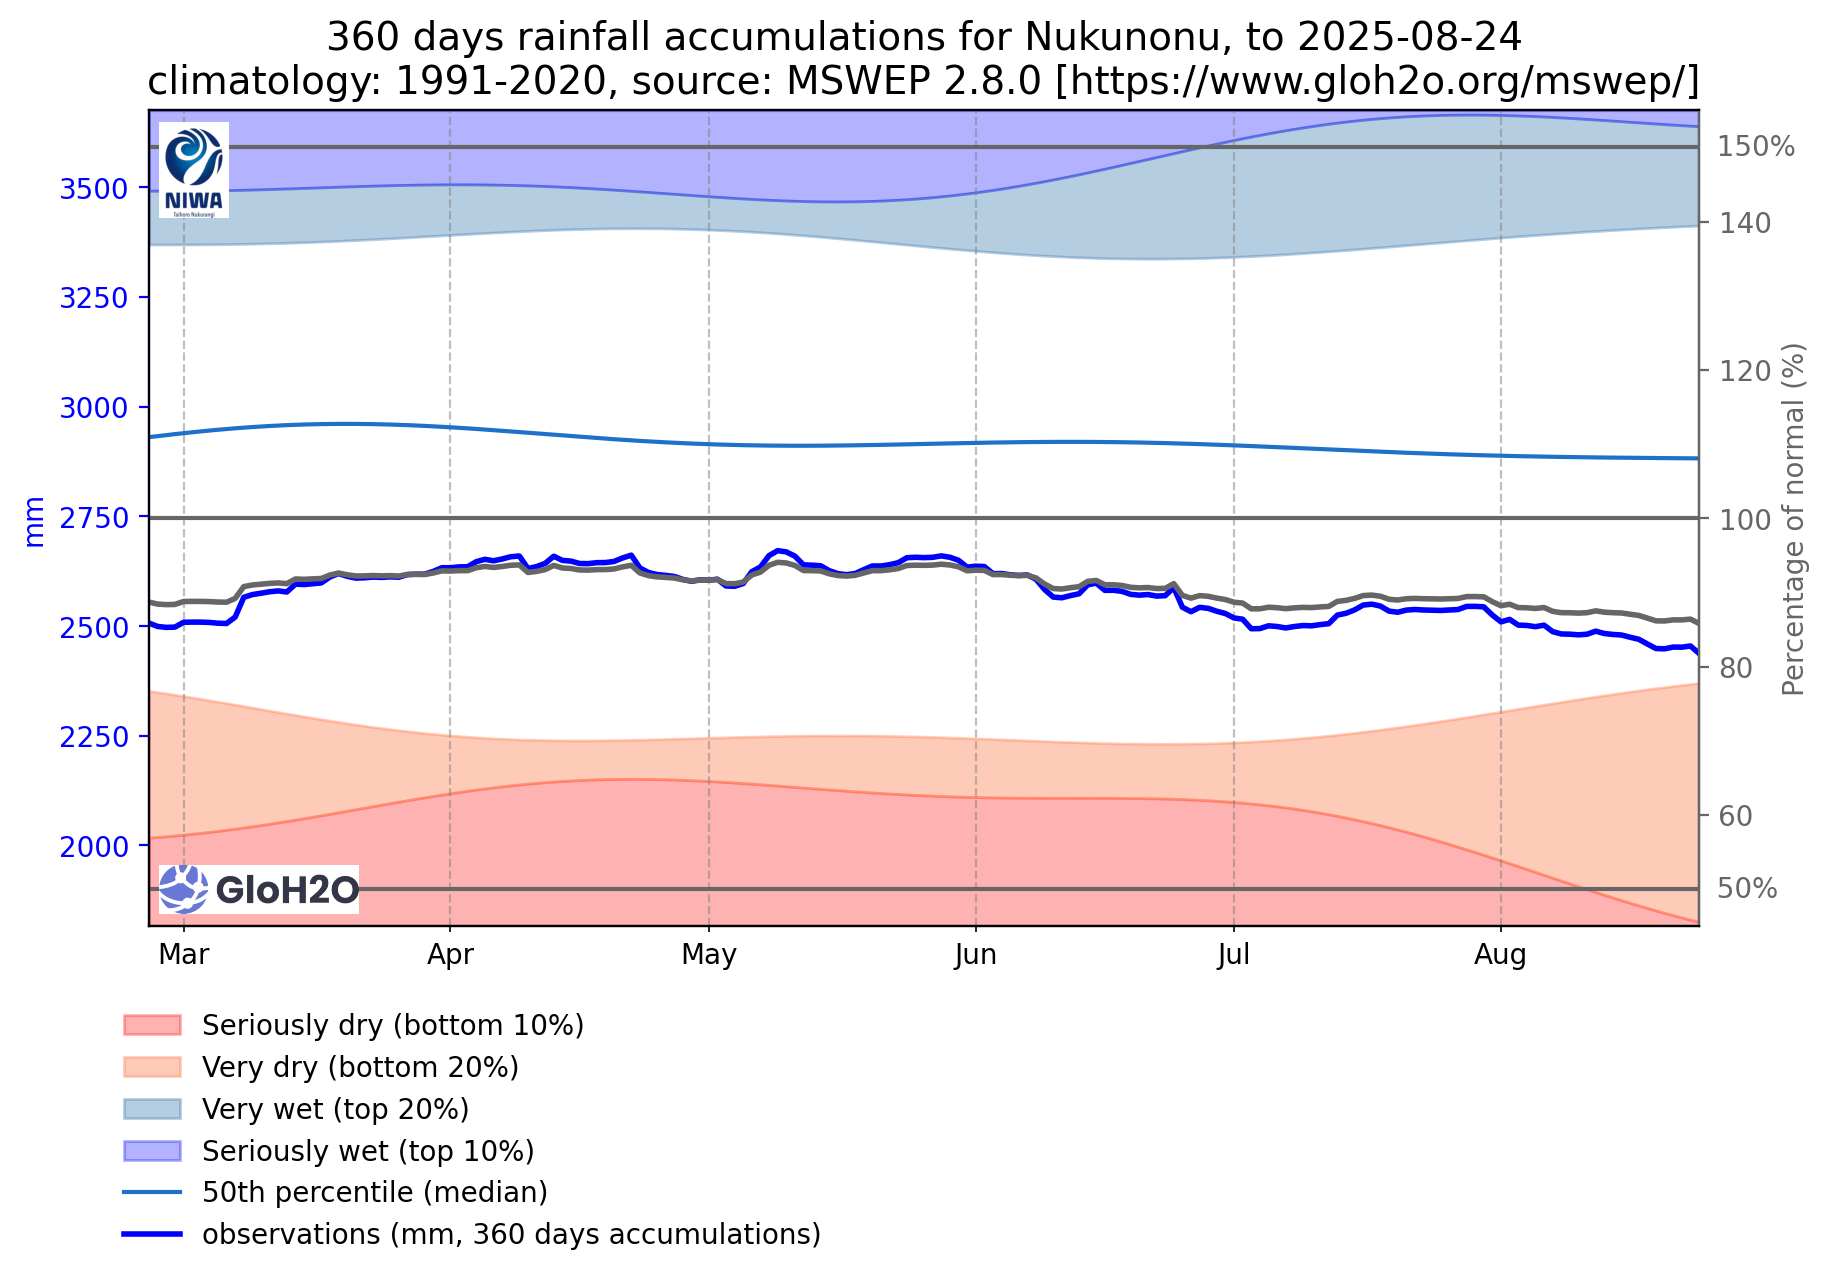 360 days rainfall accumulations for Nukunonu, to 2025-08-24
climatology: 1991-2020, source: MSWEP 2.8.0 [https://www.gloh2o.org/mswep/]
NIWA
Taihoro Nukurangi
3500
3250
3000
2750
2500
2250
2000
mm
150%
140
120
100
80
60
50%
Percentage of normal (%)
GloH2O
Mar Apr May Jun Jul Aug
Seriously dry (bottom 10%)
Very dry (bottom 20%)
Very wet (top 20%)
Seriously wet (top 10%)
50th percentile (median)
observations (mm, 360 days accumulations)